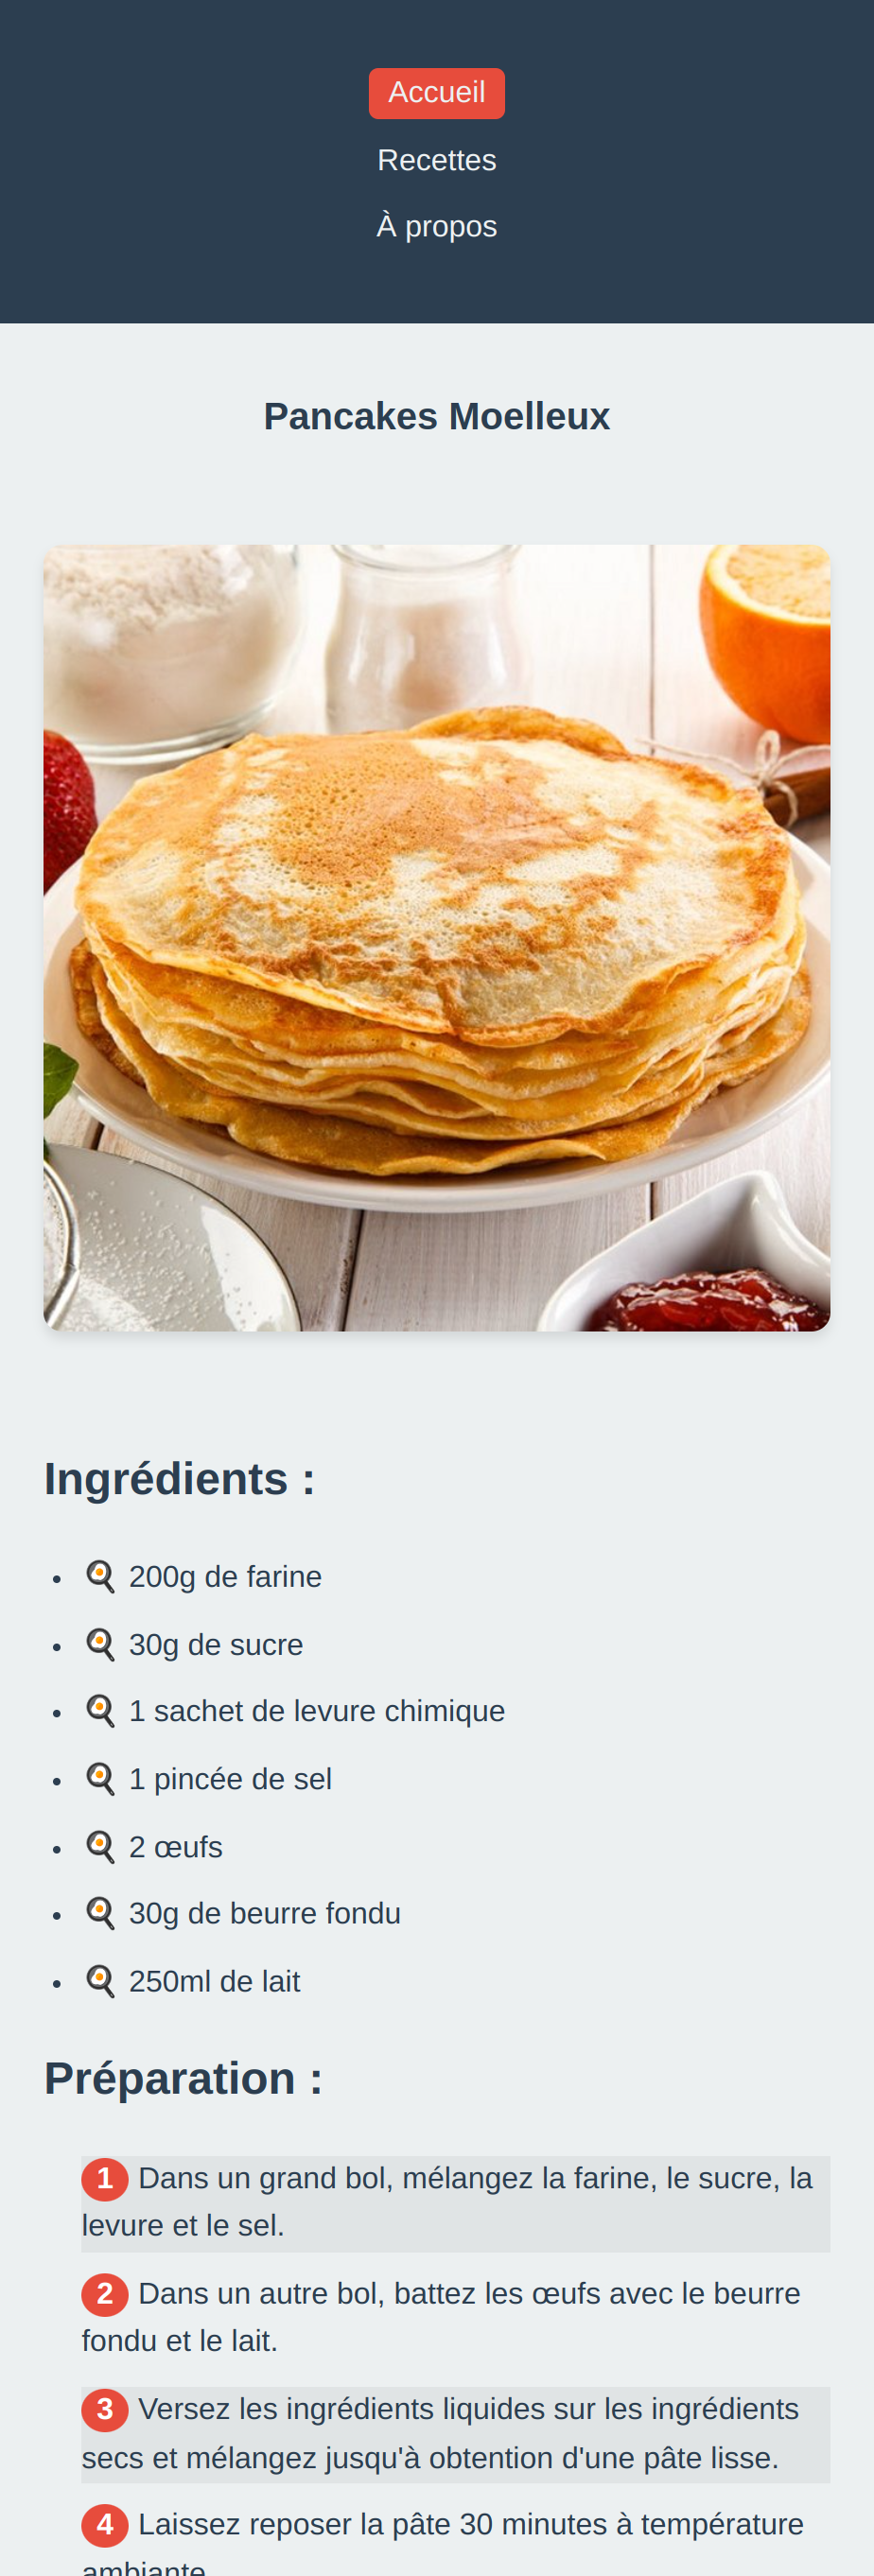 Accueil
Recettes
À propos
Pancakes Moelleux
Ingrédients :
200g de farine
30g de sucre
1 sachet de levure chimique
1 pincée de sel
2 œufs
30g de beurre fondu
250ml de lait
Préparation :
1 Dans un grand bol, mélangez la farine, le sucre, la
levure et le sel.
2 Dans un autre bol, battez les œufs avec le beurre
fondu et le lait.
3 Versez les ingrédients liquides sur les ingrédients
secs et mélangez jusqu'à obtention d'une pâte lisse.
4 Laissez reposer la pâte 30 minutes à température
ambiante